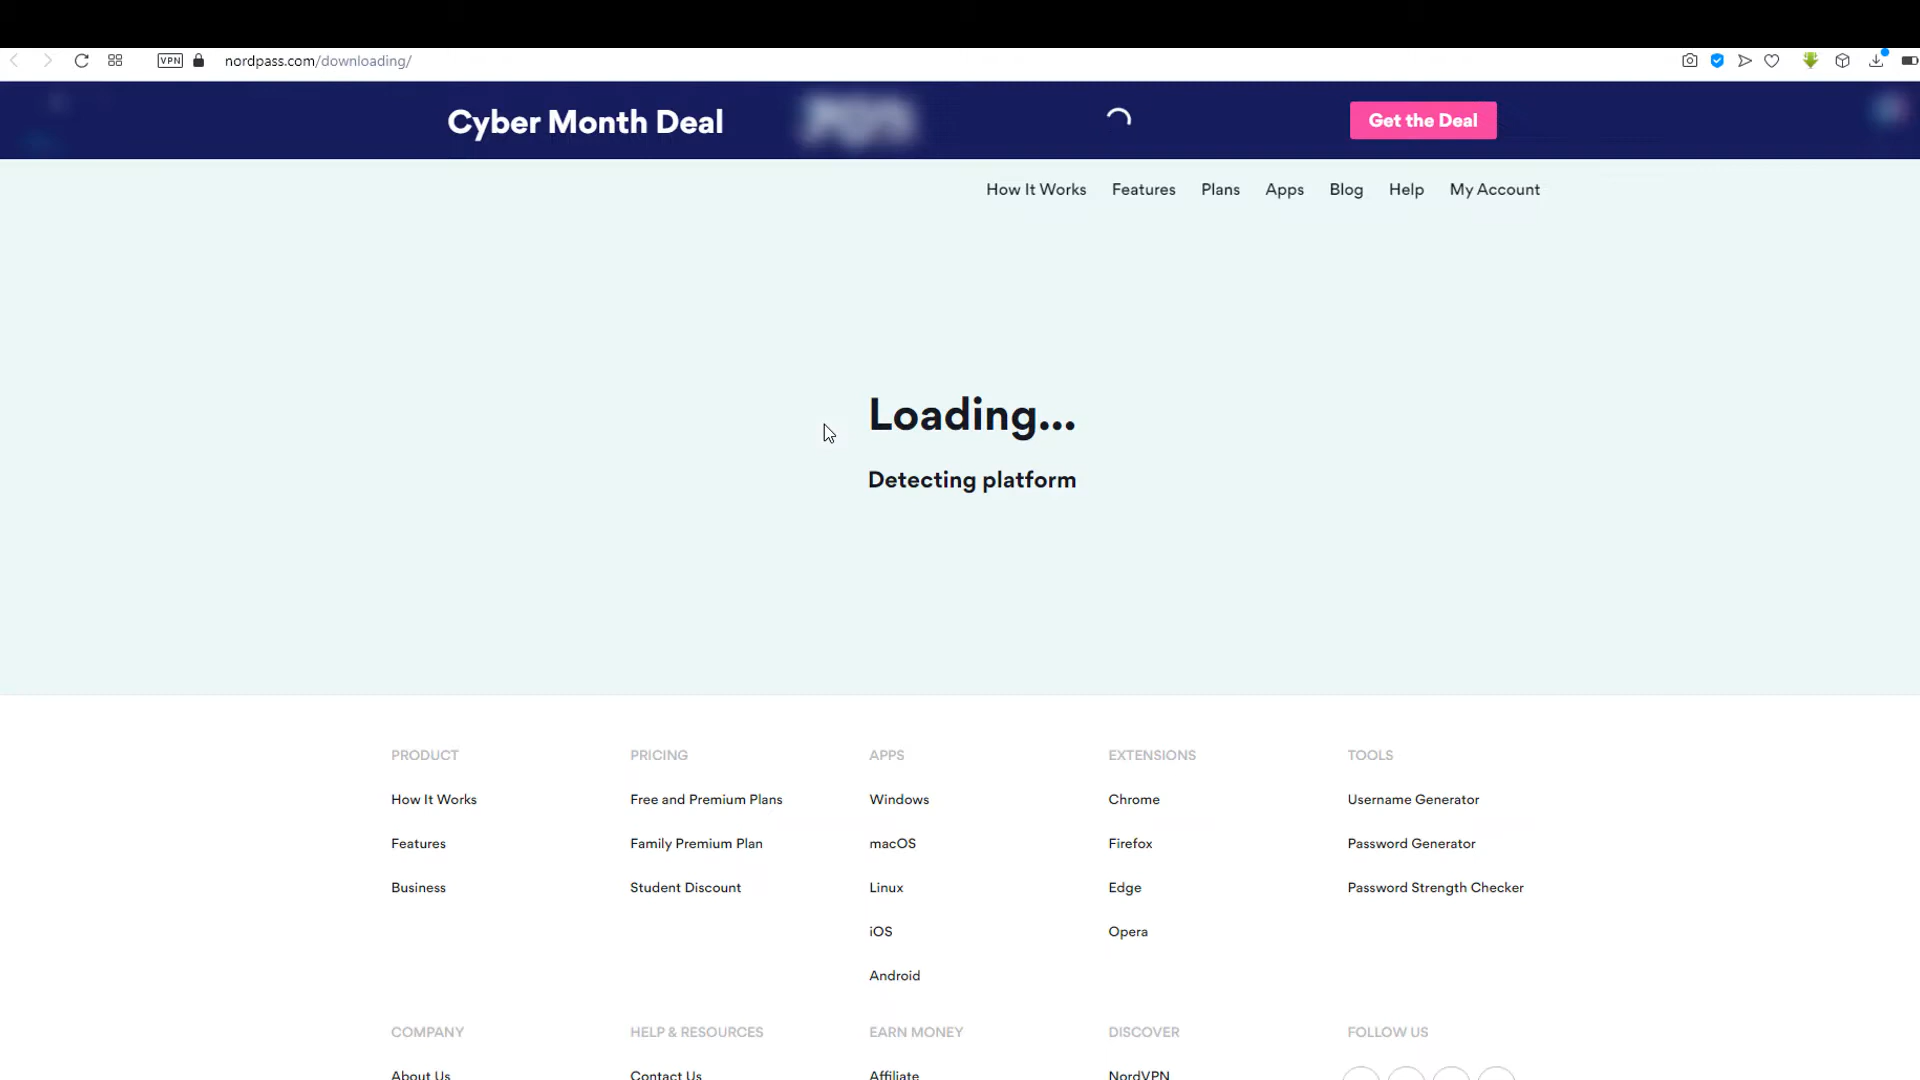 VPN nordpass.com/downloading/
Cyber Month Deal
Get the Deal
How It Works Features Plans Apps Blog Help My Account
Loading...
Detecting platform
PRODUCT PRICING APPS EXTENSIONS TOOLS
How It Works Free and Premium Plans Windows Chrome Username Generator
Features Family Premium Plan macOS Firefox Password Generator
Business Student Discount Linux Edge Password Strength Checker
iOS Opera
Android
COMPANY HELP & RESOURCES EARN MONEY DISCOVER FOLLOW US
About Us Contact Us Affiliate NordVPN